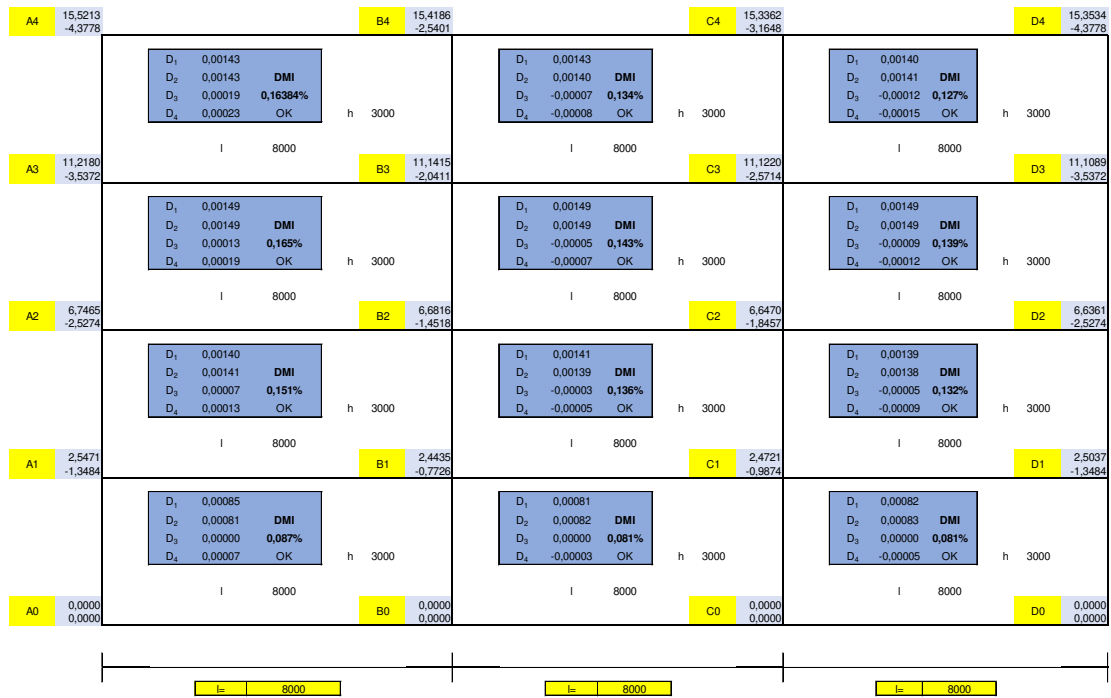 A4 15,5213 B4 15,4186 C4 15,3362 D4 15,3534
-4,3778 -2,5401 -3,1648 -4,3778
D₁ 0,00143 D₁ 0,00143 D₁ 0,00140
D₂ 0,00143 DMI D₂ 0,00140 DMI D₂ 0,00141 DMI
D₃ 0,00019 0,16384% D₃ -0,00007 0,134% D₃ -0,00012 0,127%
D₄ 0,00023 OK h 3000 D₄ -0,00008 OK h 3000 D₄ -0,00015 OK h 3000
l 8000 l 8000 l 8000
A3 11,2180 B3 11,1415 C3 11,1220 D3 11,1089
-3,5372 -2,0411 -2,5714 -3,5372
D₁ 0,00149 D₁ 0,00149 D₁ 0,00149
D₂ 0,00149 DMI D₂ 0,00149 DMI D₂ 0,00149 DMI
D₃ 0,00013 0,165% D₃ -0,00005 0,143% D₃ -0,00009 0,139%
D₄ 0,00019 OK h 3000 D₄ -0,00007 OK h 3000 D₄ -0,00012 OK h 3000
l 8000 l 8000 l 8000
A2 6,7465 B2 6,6816 C2 6,6470 D2 6,6361
-2,5274 -1,4518 -1,8457 -2,5274
D₁ 0,00140 D₁ 0,00141 D₁ 0,00139
D₂ 0,00141 DMI D₂ 0,00139 DMI D₂ 0,00138 DMI
D₃ 0,00007 0,151% D₃ -0,00003 0,136% D₃ -0,00005 0,132%
D₄ 0,00013 OK h 3000 D₄ -0,00005 OK h 3000 D₄ -0,00009 OK h 3000
l 8000 l 8000 l 8000
A1 2,5471 B1 2,4435 C1 2,4721 D1 2,5037
-1,3484 -0,7726 -0,9874 -1,3484
D₁ 0,00085 D₁ 0,00081 D₁ 0,00082
D₂ 0,00081 DMI D₂ 0,00082 DMI D₂ 0,00083 DMI
D₃ 0,00000 0,087% D₃ 0,00000 0,081% D₃ 0,00000 0,081%
D₄ 0,00007 OK h 3000 D₄ -0,00003 OK h 3000 D₄ -0,00005 OK h 3000
l 8000 l 8000 l 8000
A0 0,0000 B0 0,0000 C0 0,0000 D0 0,0000
0,0000 0,0000 0,0000 0,0000
l= 8000 l= 8000 l= 8000